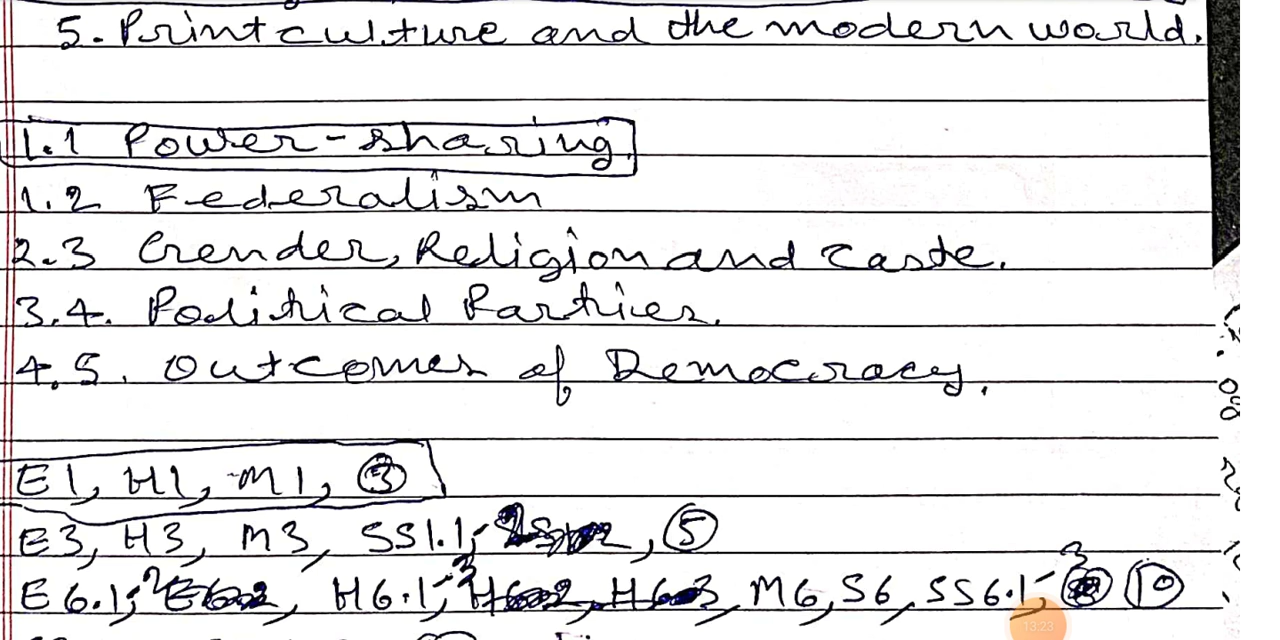 5. Print culture and the modern world.
1.1 Power-sharing
1.2 Federalism
2.3 Gender, Religion and Caste.
3.4. Political Parties.
4.5. Outcomes of Democracy.
E1, H1, M1, ③
E3, H3, M3, SS1.1, ⑤
E6.1, H6.1, M6, S6, SS6.1, ⑩
13:23